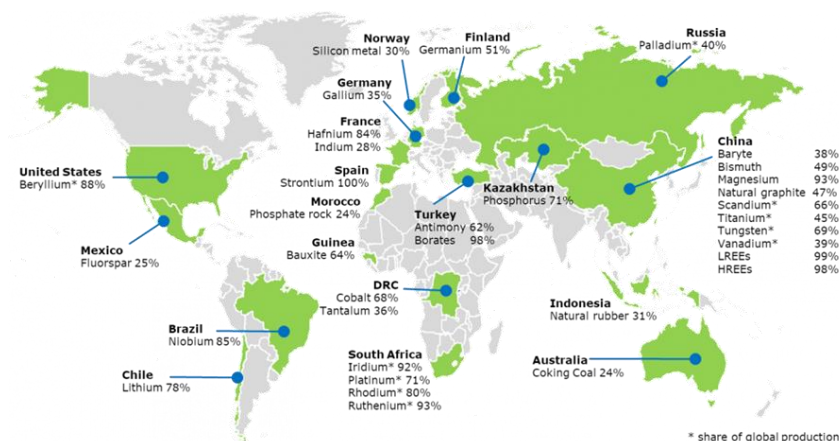 Norway
Silicon metal 30%
Finland
Germanium 51%
Russia
Palladium* 40%
Germany
Gallium 35%
France
Hafnium 84%
Indium 28%
United States
Beryllium* 88%
Spain
Strontium 100%
Morocco
Phosphate rock 24%
Kazakhstan
Phosphorus 71%
China
Baryte 38%
Bismuth 49%
Magnesium 93%
Natural graphite 47%
Scandium* 66%
Titanium* 45%
Tungsten* 69%
Vanadium* 39%
LREEs 99%
HREEs 98%
Turkey
Antimony 62%
Borates 98%
Mexico
Fluorspar 25%
Guinea
Bauxite 64%
DRC
Cobalt 68%
Tantalum 36%
Indonesia
Natural rubber 31%
Brazil
Niobium 85%
Chile
Lithium 78%
South Africa
Iridium* 92%
Platinum* 71%
Rhodium* 80%
Ruthenium* 93%
Australia
Coking Coal 24%
* share of global production